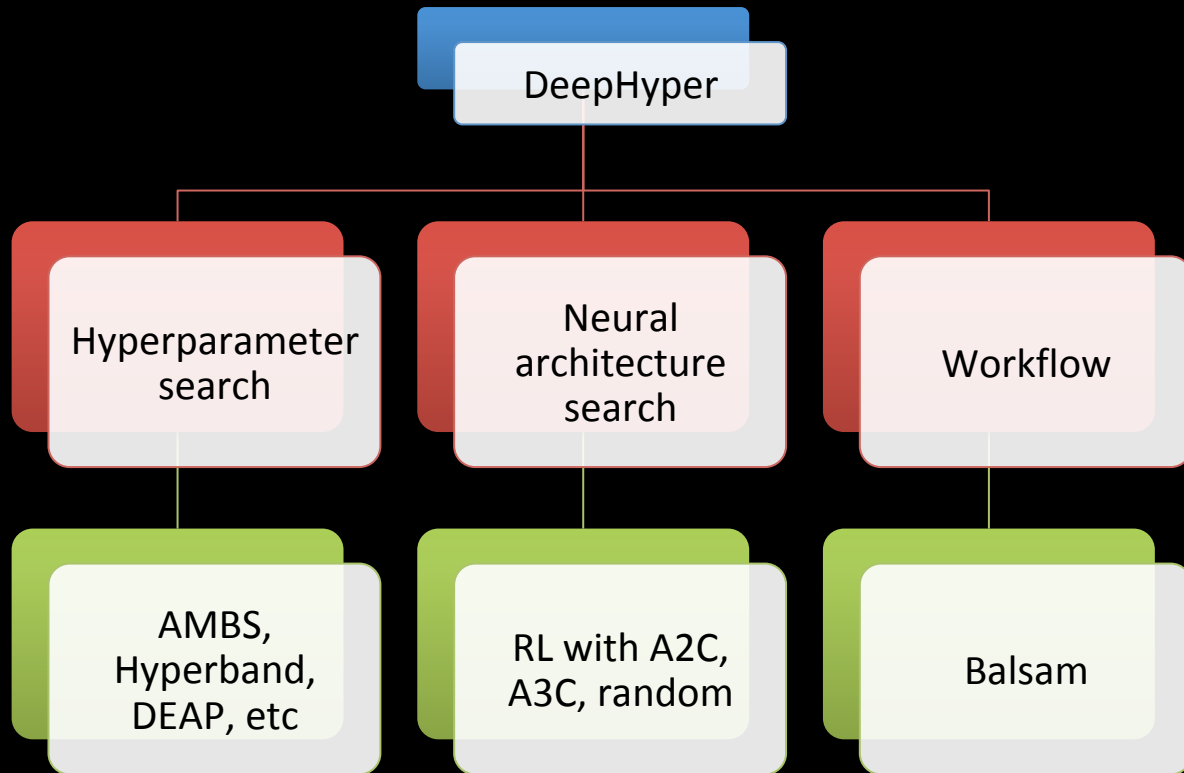 DeepHyper
Hyperparameter
search
Neural
architecture
search
Workflow
AMBS,
Hyperband,
DEAP, etc
RL with A2C,
A3C, random
Balsam